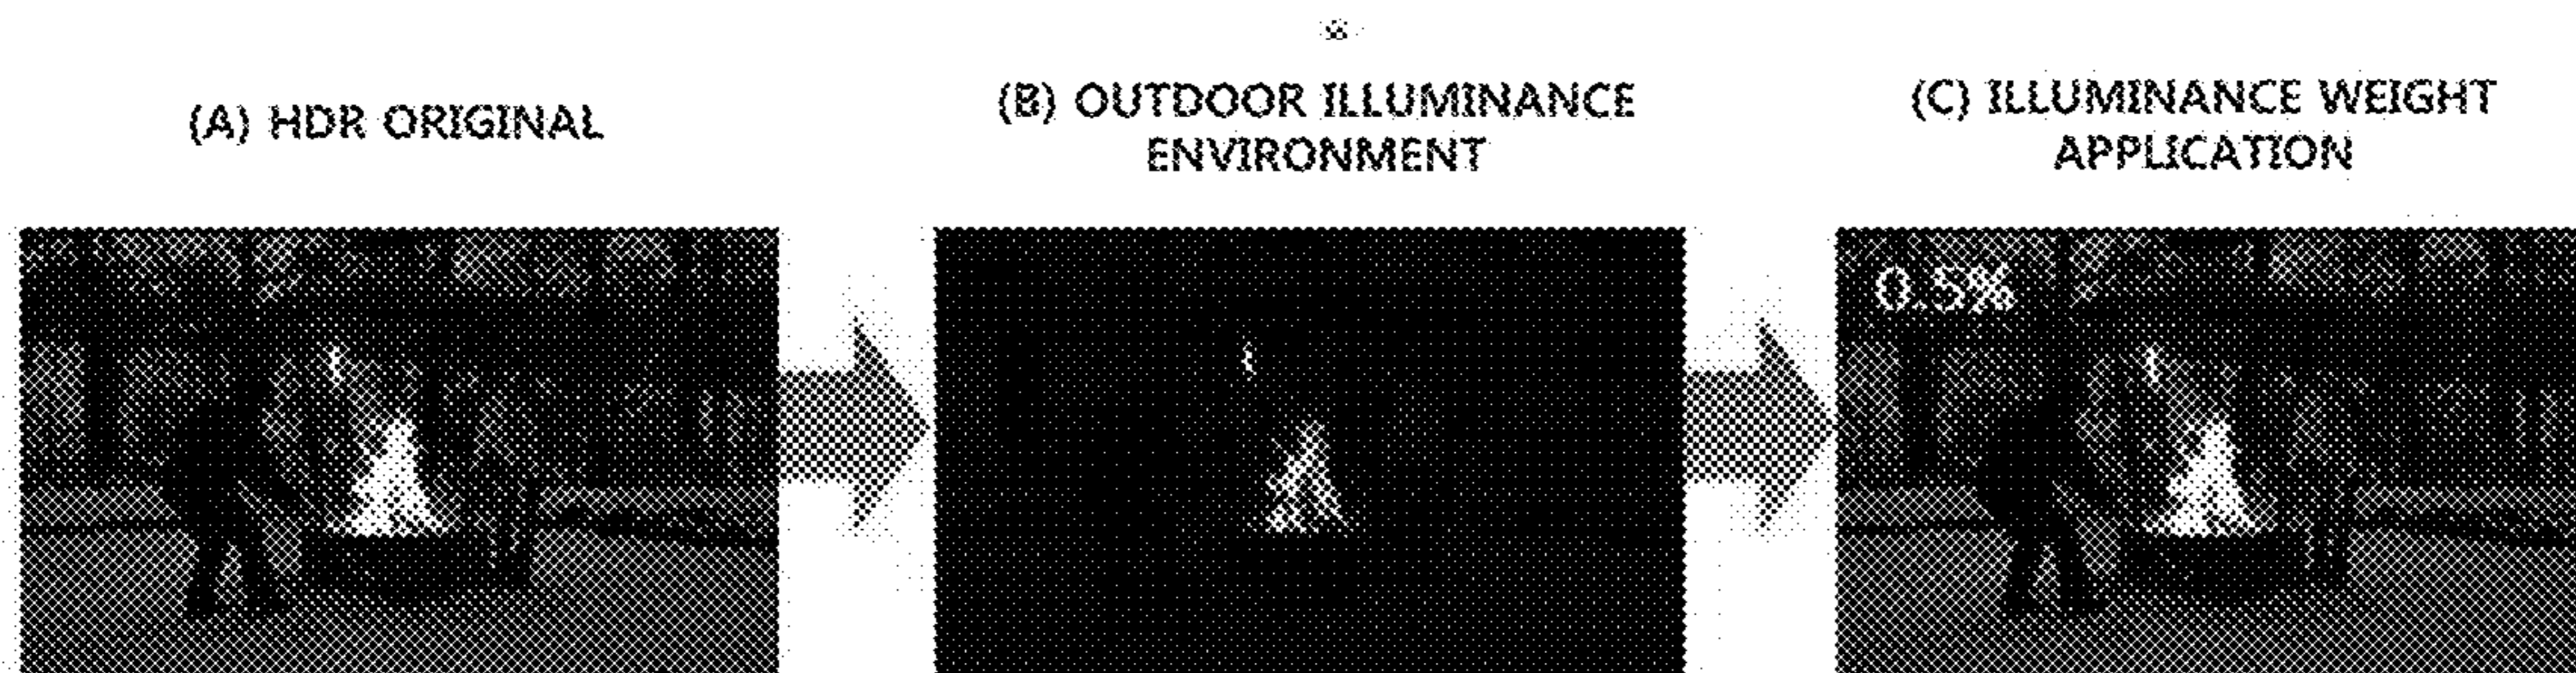 (A) HDR ORIGINAL
(B) OUTDOOR ILLUMINANCE
ENVIRONMENT
(C) ILLUMINANCE WEIGHT
APPLICATION
0.5%